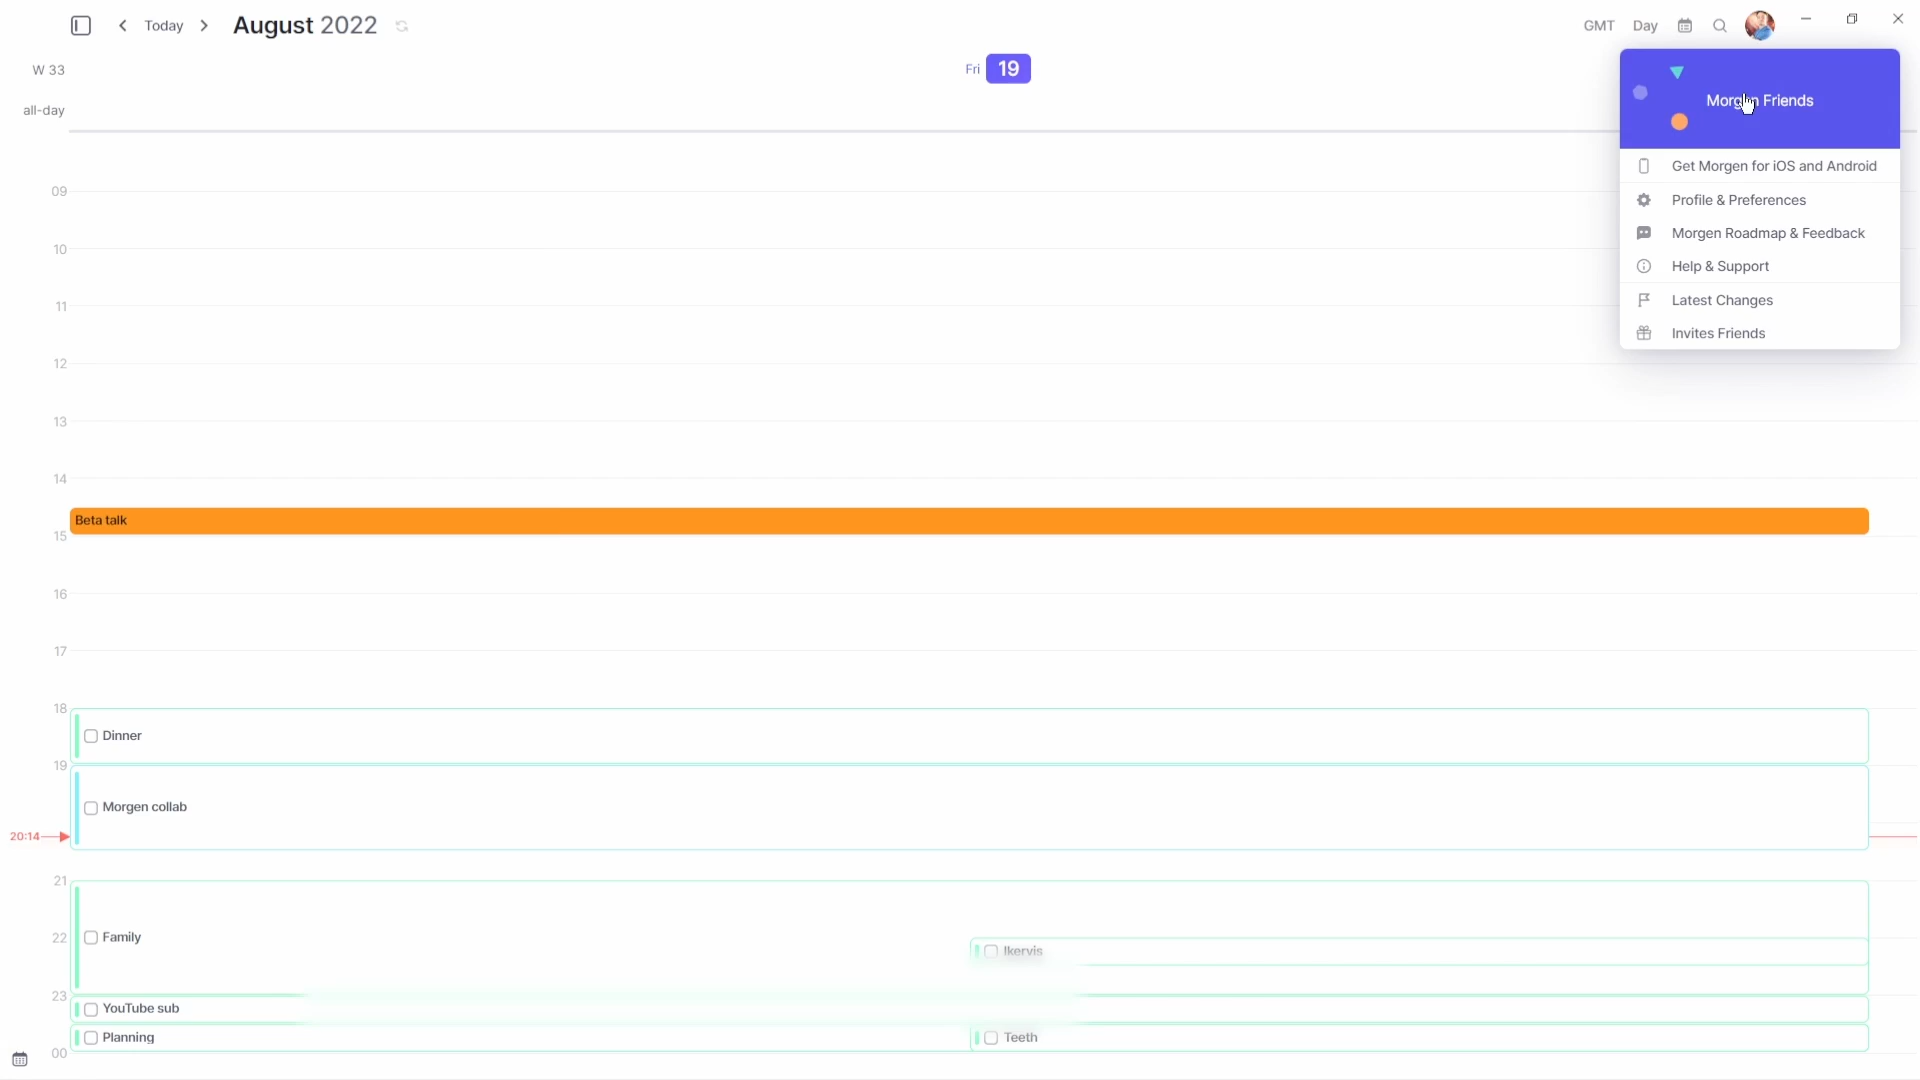 Today
August 2022
GMT
Day
W 33
Fri 19
all-day
Morgen Friends
Get Morgen for iOS and Android
Profile & Preferences
Morgen Roadmap & Feedback
Help & Support
Latest Changes
Invites Friends
09
10
11
12
13
14
Beta talk
15
16
17
18
Dinner
19
Morgen collab
20:14
21
Family
22
Ikervis
23
YouTube sub
Planning
Teeth
00